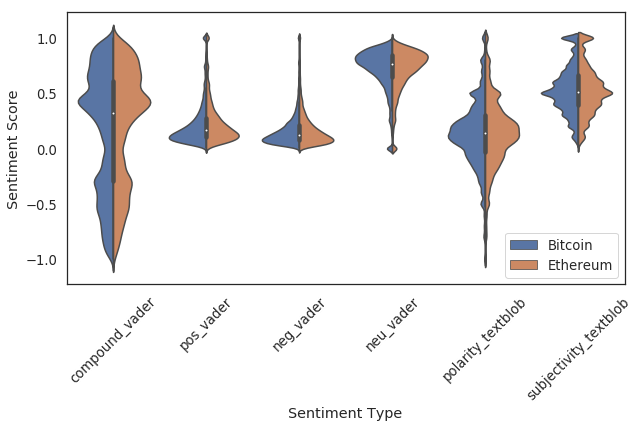 Sentiment Score
1.0
0.5
0.0
−0.5
−1.0
Bitcoin
Ethereum
compound_vader
pos_vader
neg_vader
neu_vader
polarity_textblob
subjectivity_textblob
Sentiment Type